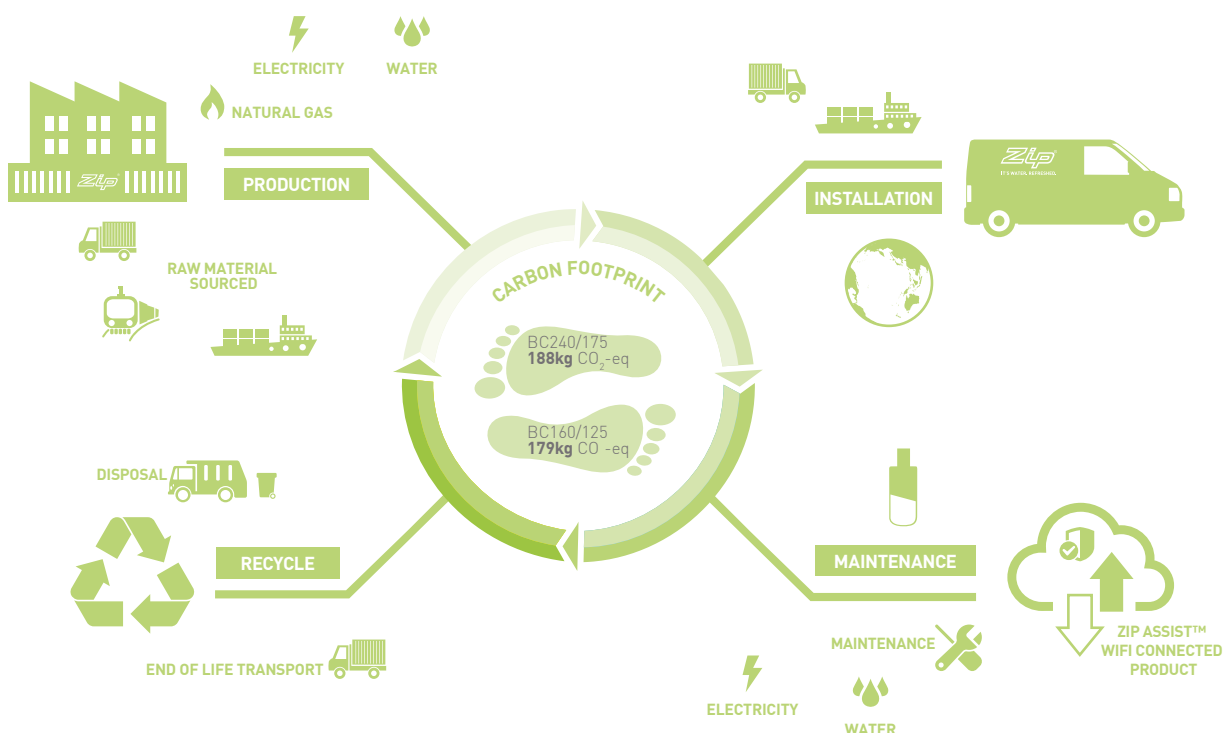 ELECTRICITY
WATER
NATURAL GAS
Zip
PRODUCTION
RAW MATERIAL
SOURCED
Zip
IT'S WATER, REFRESHED.
INSTALLATION
CARBON FOOTPRINT
BC240/175
188kg CO2-eq
BC160/125
179kg CO -eq
DISPOSAL
RECYCLE
END OF LIFE TRANSPORT
MAINTENANCE
MAINTENANCE
ZIP ASSIST™
WIFI CONNECTED
PRODUCT
ELECTRICITY
WATER